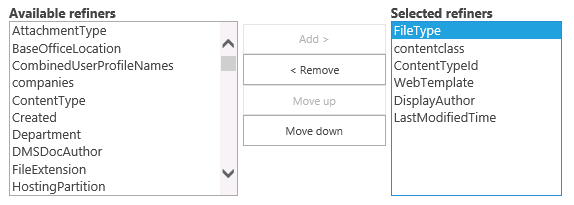 Available refiners
AttachmentType
BaseOfficeLocation
CombinedUserProfileNames
companies
ContentType
Created
Department
DMSDocAuthor
FileExtension
HostingPartition
Add >
< Remove
Move up
Move down
Selected refiners
FileType
contentclass
ContentTypeId
WebTemplate
DisplayAuthor
LastModifiedTime